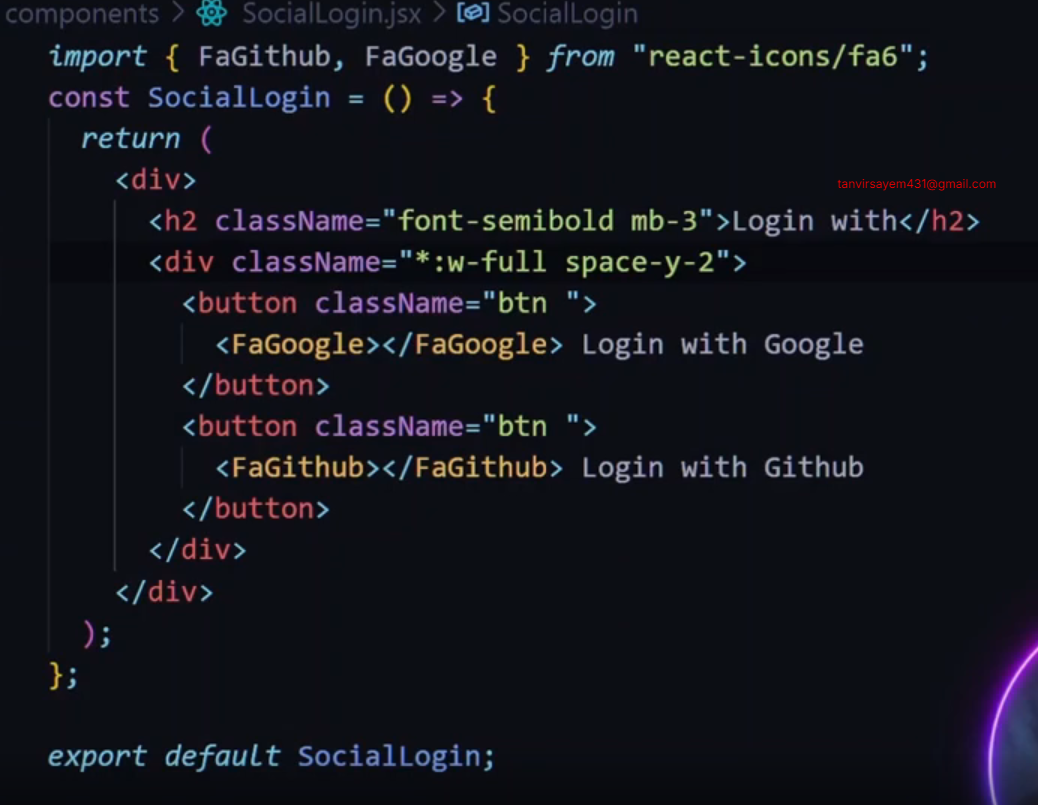 components > SocialLogin.jsx > SocialLogin
import { FaGithub, FaGoogle } from "react-icons/fa6";
const SocialLogin = () => {
  return (
    <div>
tanvirsayem431@gmail.com
      <h2 className="font-semibold mb-3">Login with</h2>
      <div className="*:w-full space-y-2">
        <button className="btn ">
          <FaGoogle></FaGoogle> Login with Google
        </button>
        <button className="btn ">
          <FaGithub></FaGithub> Login with Github
        </button>
      </div>
    </div>
  );
};
export default SocialLogin;